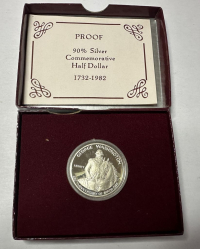 PROOF
90% Silver
Commemorative
Half Dollar
1732-1982
GEORGE WASHINGTON